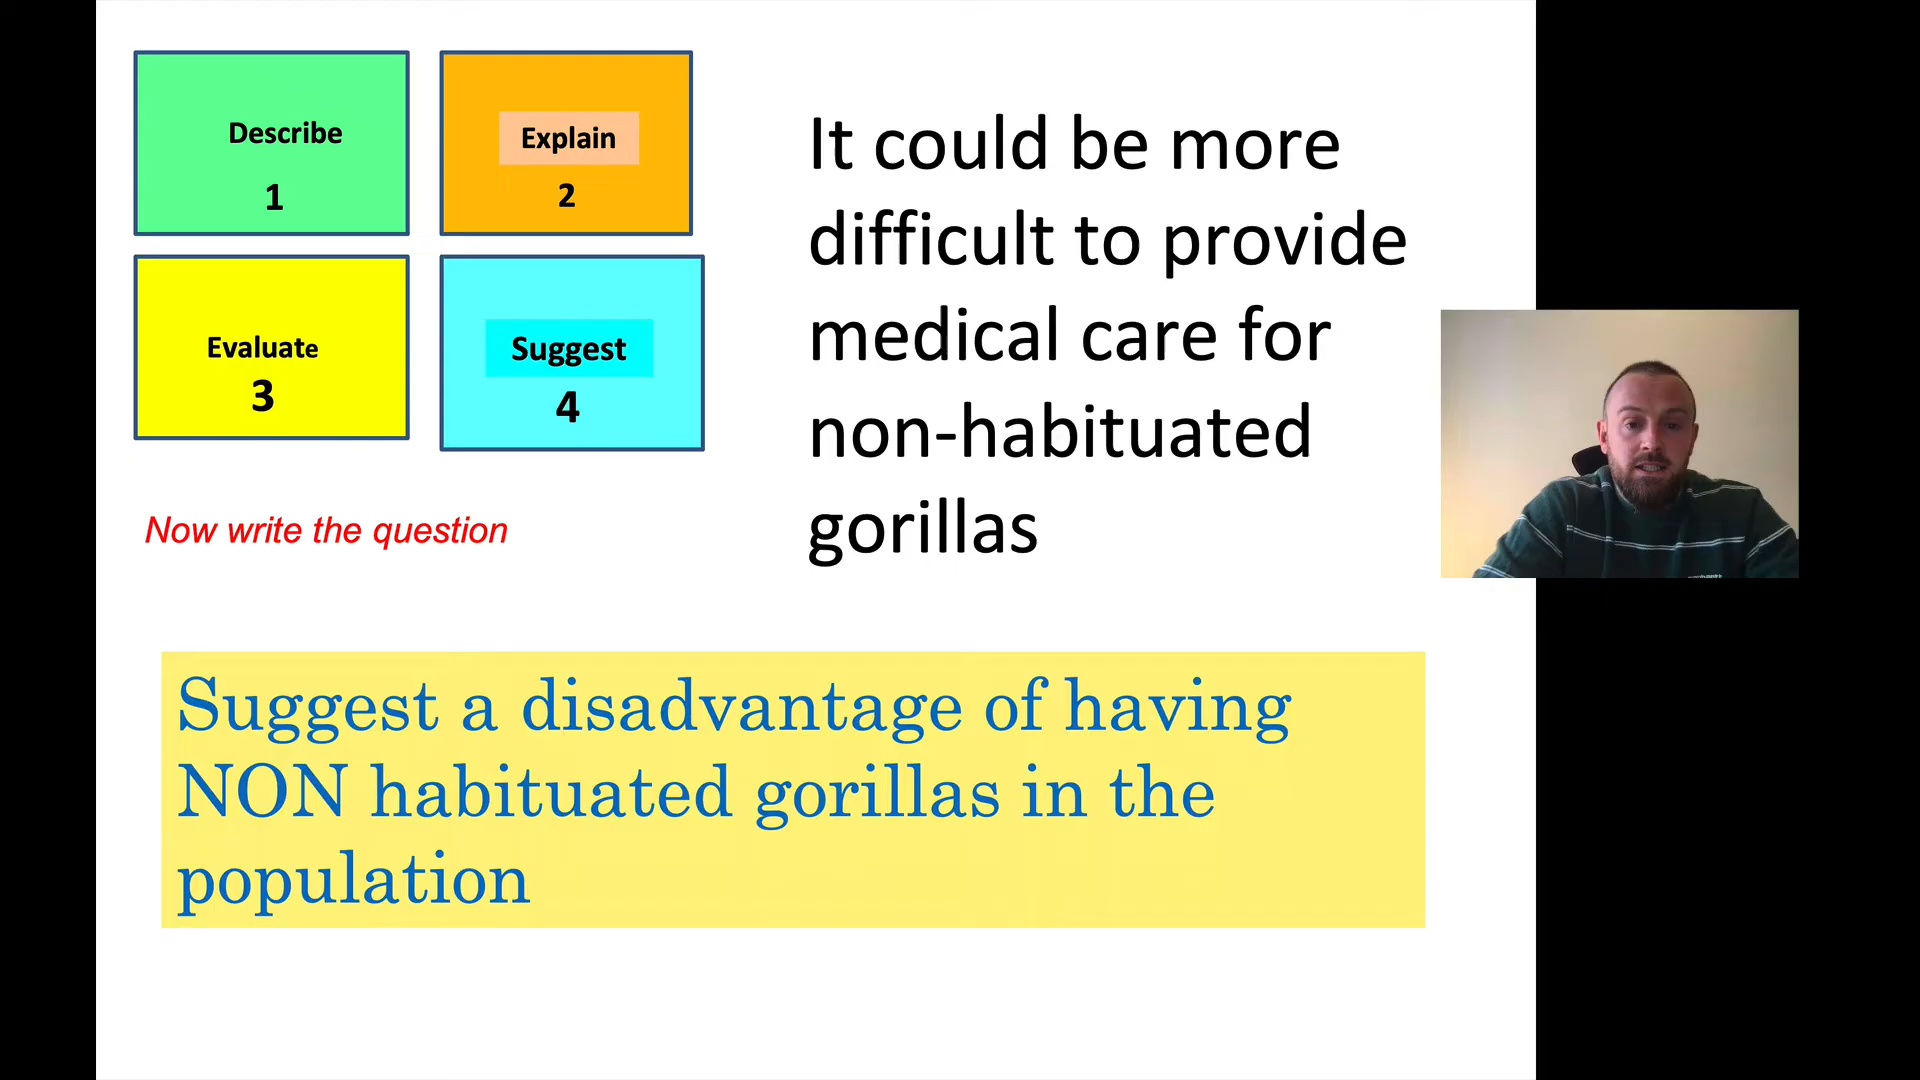 Describe
1
Explain
2
Evaluate
3
Suggest
4
Now write the question
It could be more
difficult to provide
medical care for
non-habituated
gorillas
Suggest a disadvantage of having
NON habituated gorillas in the
population